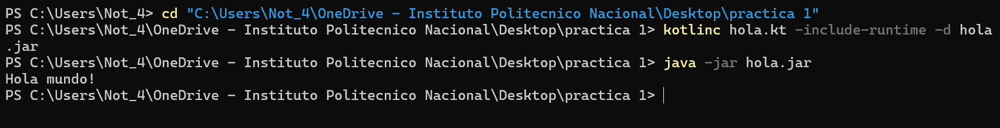 PS C:\Users\Not_4> cd "C:\Users\Not_4\OneDrive - Instituto Politecnico Nacional\Desktop\practica 1"
PS C:\Users\Not_4\OneDrive - Instituto Politecnico Nacional\Desktop\practica 1> kotlinc hola.kt -include-runtime -d hola
.jar
PS C:\Users\Not_4\OneDrive - Instituto Politecnico Nacional\Desktop\practica 1> java -jar hola.jar
Hola mundo!
PS C:\Users\Not_4\OneDrive - Instituto Politecnico Nacional\Desktop\practica 1>